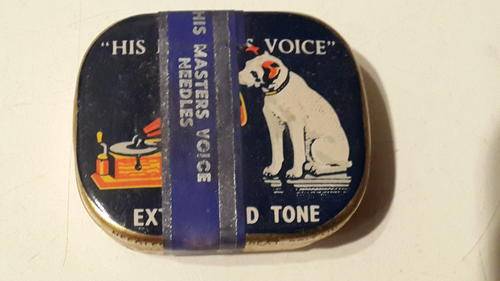 "HIS S VOICE"
HIS MASTERS VOICE
NEEDLES
EXT D TONE